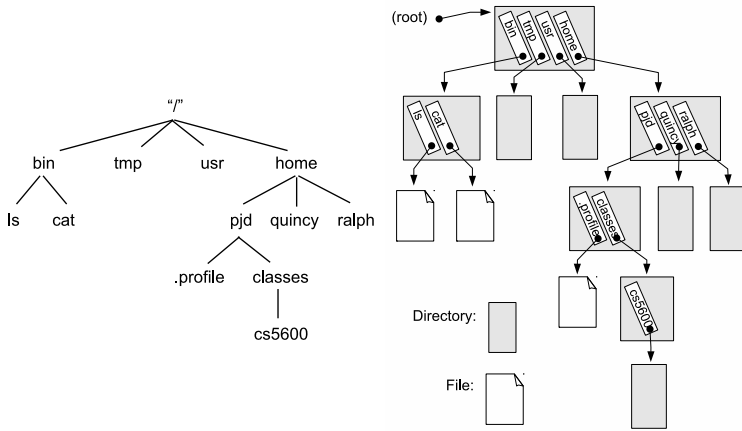 “/”
bin tmp usr home
ls cat pjd quincy ralph
.profile classes
cs5600
(root)
bin tmp usr home
ls cat
pjd quincy ralph
.profile classes
cs5600
Directory:
File: